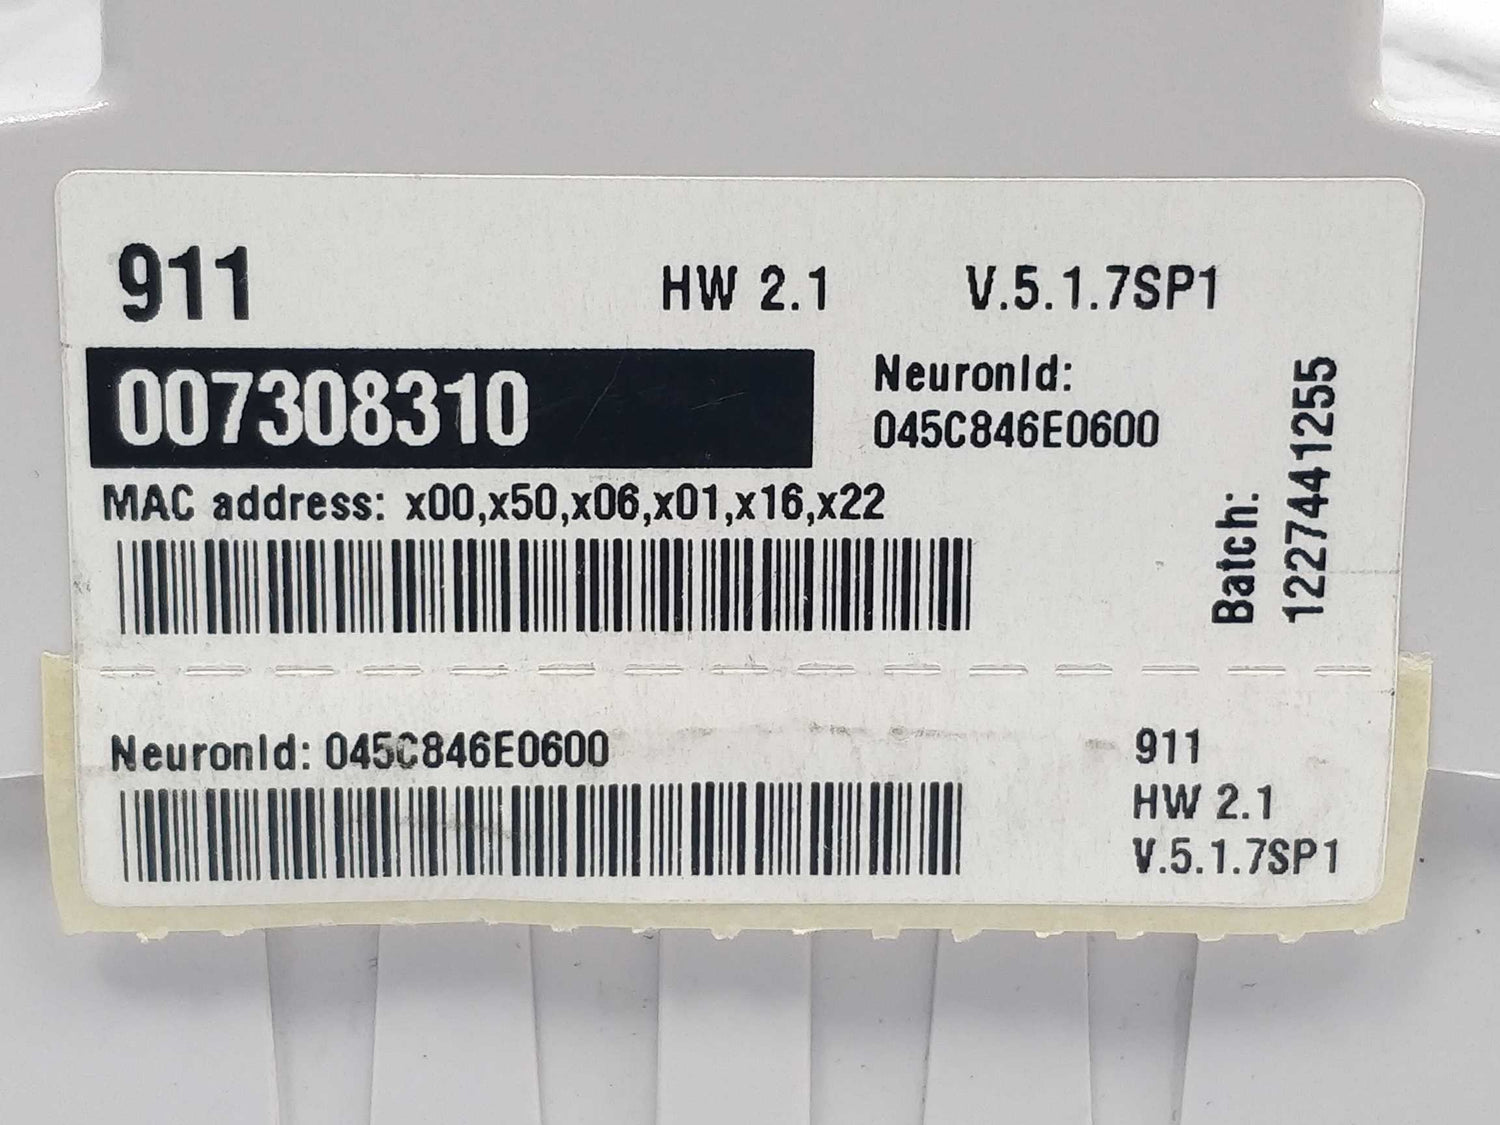 911
HW 2.1
V.5.1.7SP1
007308310
NeuronId:
045C846E0600
MAC address: x00,x50,x06,x01,x16,x22
Batch:
1227441255
NeuronId: 045C846E0600
911
HW 2.1
V.5.1.7SP1